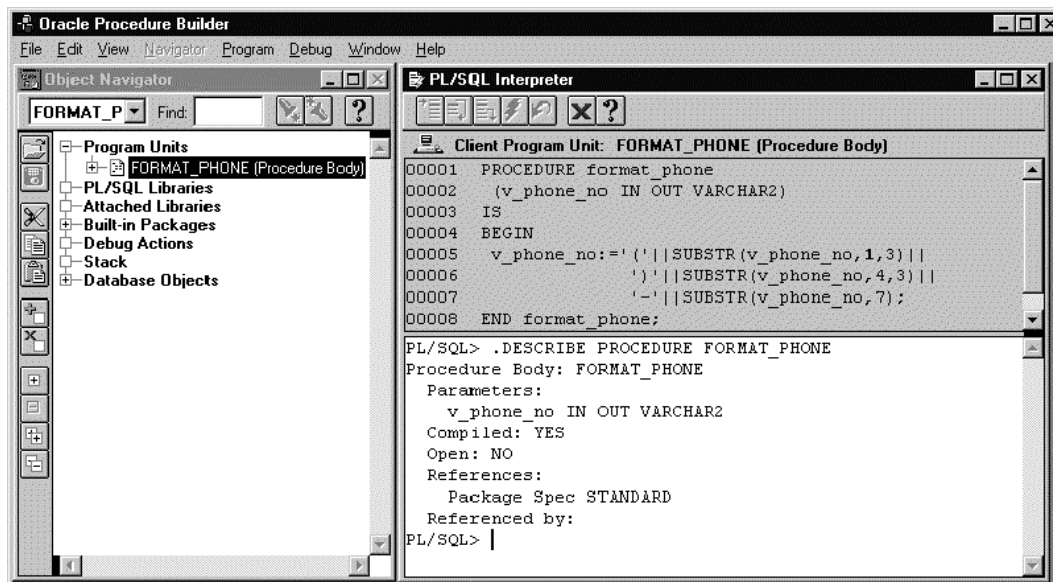 Oracle Procedure Builder
File Edit View Navigator Program Debug Window Help
Object Navigator
FORMAT_P Find:
Program Units
FORMAT_PHONE (Procedure Body)
PL/SQL Libraries
Attached Libraries
Built-in Packages
Debug Actions
Stack
Database Objects
PL/SQL Interpreter
Client Program Unit: FORMAT_PHONE (Procedure Body)
00001 PROCEDURE format_phone
00002 (v_phone_no IN OUT VARCHAR2)
00003 IS
00004 BEGIN
00005 v_phone_no:='('||SUBSTR(v_phone_no,1,3)||
00006 ')'||SUBSTR(v_phone_no,4,3)||
00007 '-'||SUBSTR(v_phone_no,7);
00008 END format_phone;
PL/SQL> .DESCRIBE PROCEDURE FORMAT_PHONE
Procedure Body: FORMAT_PHONE
Parameters:
v_phone_no IN OUT VARCHAR2
Compiled: YES
Open: NO
References:
Package Spec STANDARD
Referenced by:
PL/SQL>